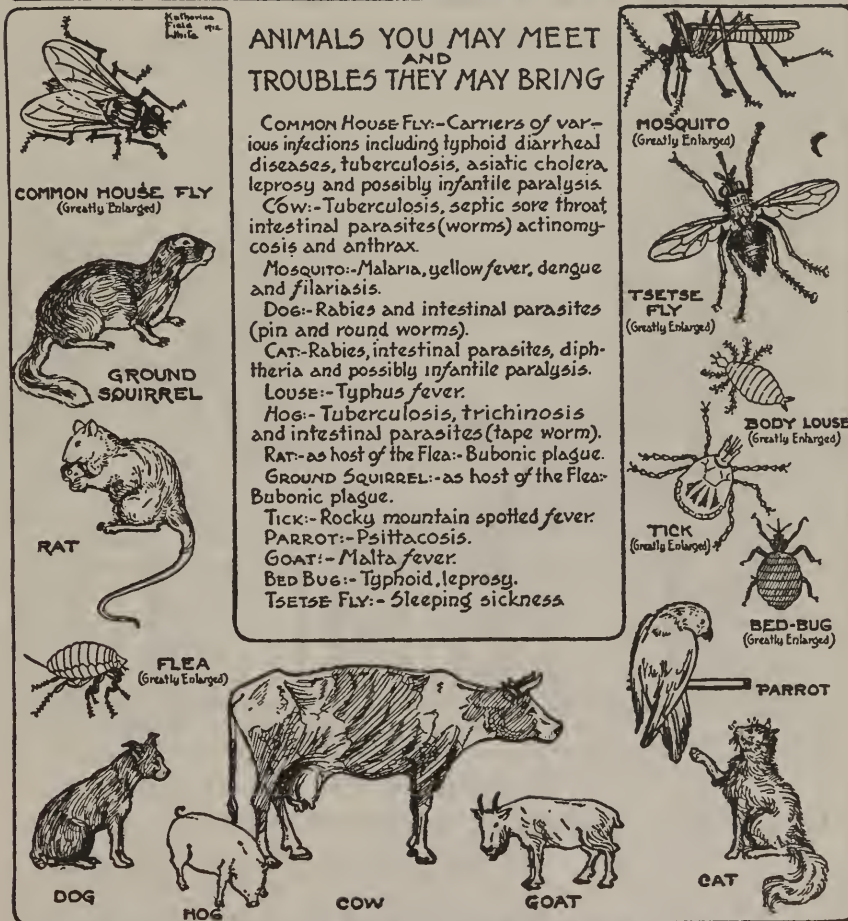 Katherine
Field
White 1912
ANIMALS YOU MAY MEET
AND
TROUBLES THEY MAY BRING
COMMON HOUSE FLY:-Carriers of var-
ious infections including typhoid diarrheal
diseases, tuberculosis, asiatic cholera,
leprosy and possibly infantile paralysis.
COW:-Tuberculosis, septic sore throat,
intestinal parasites (worms) actinomy-
cosis and anthrax.
MOSQUITO:-Malaria, yellow fever, dengue
and filariasis.
DOG:-Rabies and intestinal parasites
(pin and round worms).
CAT:-Rabies, intestinal parasites, diph-
theria and possibly infantile paralysis.
LOUSE:-Typhus fever.
HOG:-Tuberculosis, trichinosis
and intestinal parasites (tape worm).
RAT:-as host of the Flea:-Bubonic plague.
GROUND SQUIRREL:-as host of the Flea:-
Bubonic plague.
TICK:-Rocky mountain spotted fever.
PARROT:-Psittacosis.
GOAT:-Malta fever.
BED BUG:-Typhoid, leprosy.
TSETSE FLY:-Sleeping sickness
COMMON HOUSE FLY
(Greatly Enlarged)
GROUND
SQUIRREL
RAT
FLEA
(Greatly Enlarged)
DOG
HOG
COW
GOAT
CAT
MOSQUITO
(Greatly Enlarged)
TSETSE
FLY
(Greatly Enlarged)
BODY LOUSE
(Greatly Enlarged)
TICK
(Greatly Enlarged)
BED-BUG
(Greatly Enlarged)
PARROT